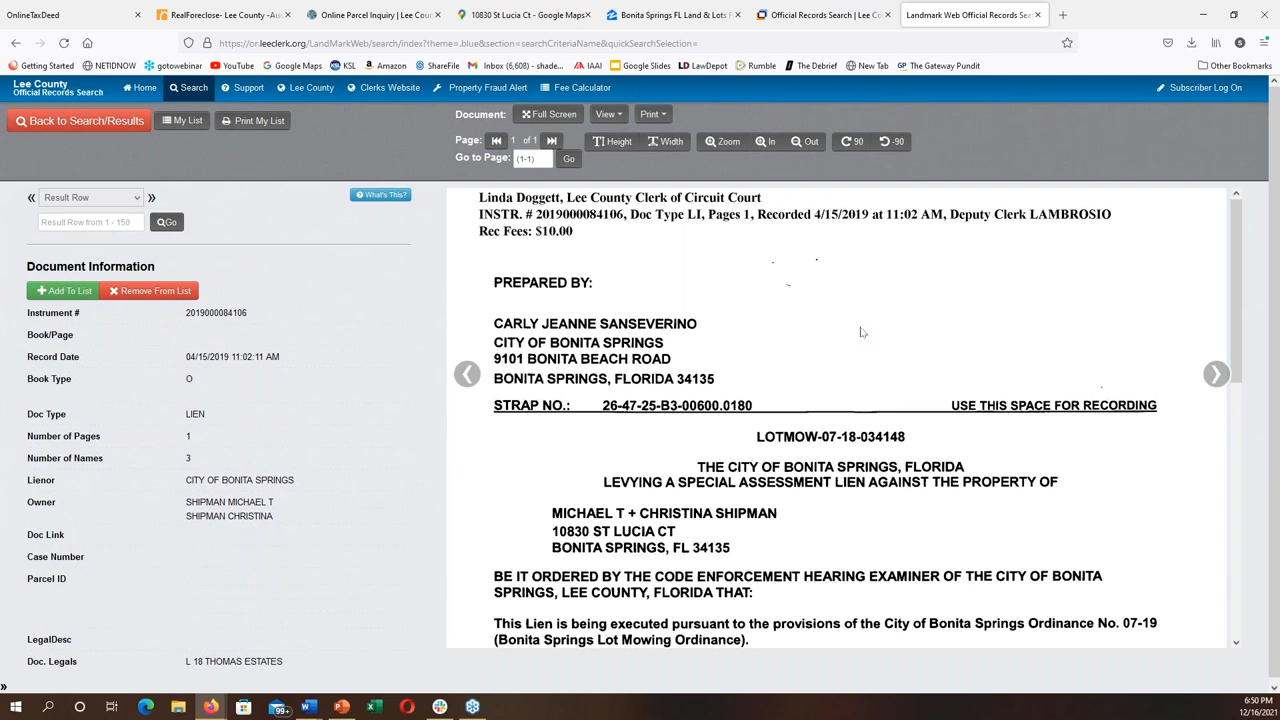 OnlineTaxDeed
RealForeclose- Lee County -Auc
Online Parcel Inquiry | Lee Coun
10830 St Lucia Ct - Google Maps
Bonita Springs FL Land & Lots F
Official Records Search | Lee Co
Landmark Web Official Records Sea
https://or.leeclerk.org/LandMarkWeb/search/index?theme=.blue&section=searchCriteriaName&quickSearchSelection=
Getting Started
NETIDNOW
gotowebinar
YouTube
Google Maps
KSL
Amazon
ShareFile
Inbox (6,608) - shade...
IAAI
Google Slides
LD LawDepot
Rumble
The Debrief
New Tab
The Gateway Pundit
Other Bookmarks
Lee County
Official Records Search
Home
Search
Support
Lee County
Clerks Website
Property Fraud Alert
Fee Calculator
Subscriber Log On
Back to Search/Results
My List
Print My List
Document:
Full Screen
View
Print
Page:
1 of 1
Height
Width
Zoom
In
Out
90
-90
Go to Page:
(1-1)
Go
Result Row
What's This?
Result Row from 1 - 150
Go
Document Information
Add To List
Remove From List
Instrument # 2019000084106
Book/Page
Record Date 04/15/2019 11:02:11 AM
Book Type O
Doc Type LIEN
Number of Pages 1
Number of Names 3
Lienor CITY OF BONITA SPRINGS
Owner SHIPMAN MICHAEL T
SHIPMAN CHRISTINA
Doc Link
Case Number
Parcel ID
LegalDesc
Doc. Legals L 18 THOMAS ESTATES
Linda Doggett, Lee County Clerk of Circuit Court
INSTR. # 2019000084106, Doc Type LI, Pages 1, Recorded 4/15/2019 at 11:02 AM, Deputy Clerk LAMBROSIO
Rec Fees: $10.00
PREPARED BY:
CARLY JEANNE SANSEVERINO
CITY OF BONITA SPRINGS
9101 BONITA BEACH ROAD
BONITA SPRINGS, FLORIDA 34135
STRAP NO.: 26-47-25-B3-00600.0180 USE THIS SPACE FOR RECORDING
LOTMOW-07-18-034148
THE CITY OF BONITA SPRINGS, FLORIDA
LEVYING A SPECIAL ASSESSMENT LIEN AGAINST THE PROPERTY OF
MICHAEL T + CHRISTINA SHIPMAN
10830 ST LUCIA CT
BONITA SPRINGS, FL 34135
BE IT ORDERED BY THE CODE ENFORCEMENT HEARING EXAMINER OF THE CITY OF BONITA
SPRINGS, LEE COUNTY, FLORIDA THAT:
This Lien is being executed pursuant to the provisions of the City of Bonita Springs Ordinance No. 07-19
(Bonita Springs Lot Mowing Ordinance).
99+
6:50 PM
12/16/2021